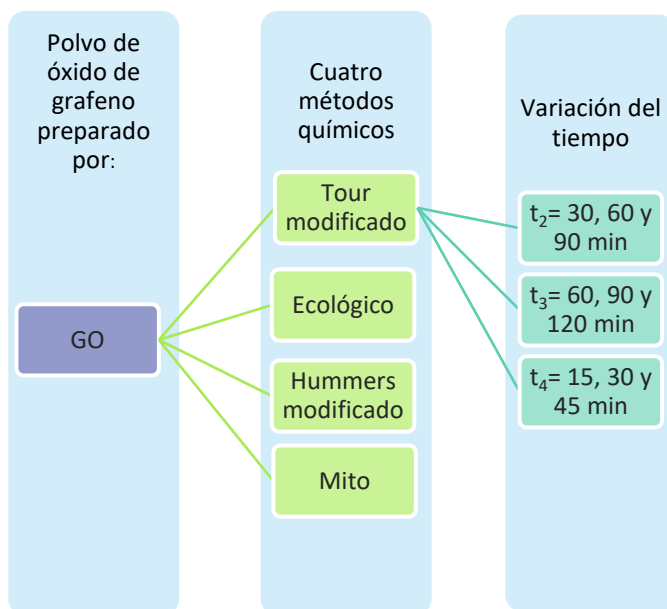 Polvo de
óxido de
grafeno
preparado
por:
GO
Cuatro
métodos
químicos
Tour
modificado
Ecológico
Hummers
modificado
Mito
Variación del
tiempo
t₂= 30, 60 y
90 min
t₃= 60, 90 y
120 min
t₄= 15, 30 y
45 min